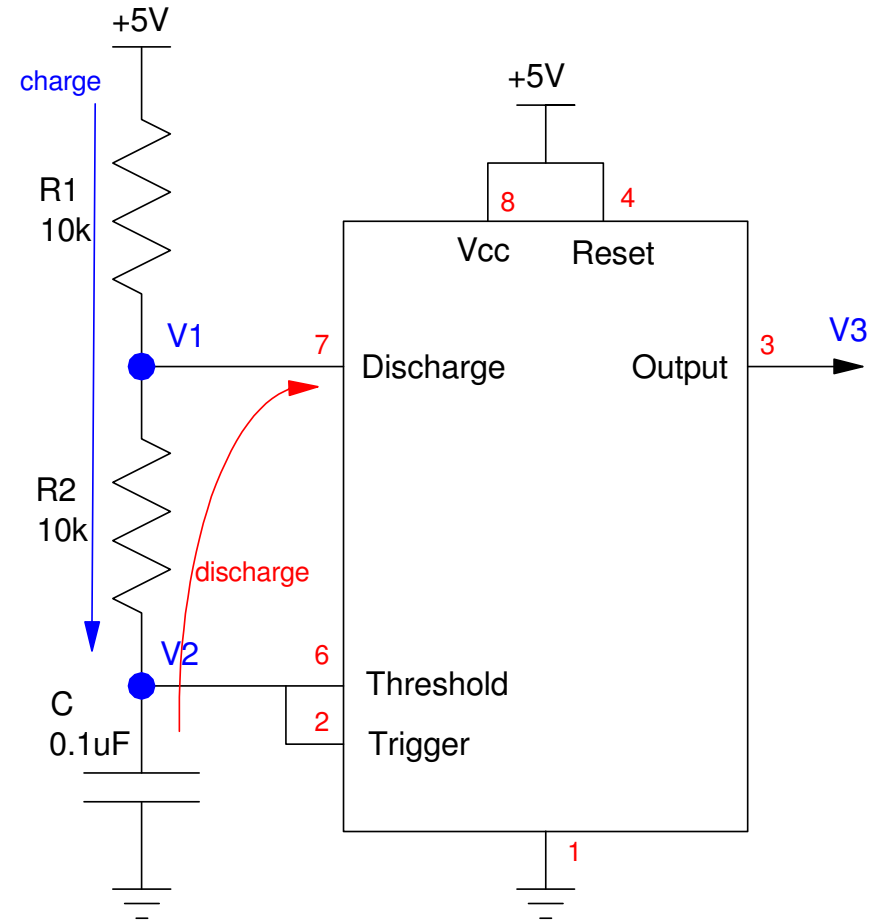 +5V
charge
+5V
R1
10k
8
4
Vcc
Reset
V1
7
Discharge
Output
3
V3
R2
10k
discharge
V2
6
Threshold
C
0.1uF
2
Trigger
1